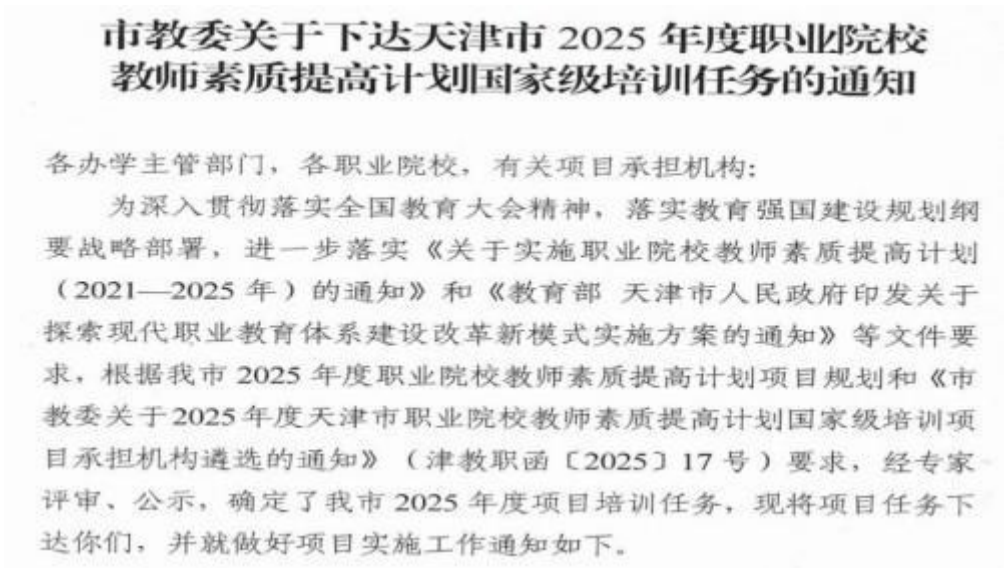 市教委关于下达天津市 2025 年度职业院校
教师素质提高计划国家级培训任务的通知
各办学主管部门，各职业院校，有关项目承担机构：
为深入贯彻落实全国教育大会精神，落实教育强国建设规划纲
要战略部署，进一步落实《关于实施职业院校教师素质提高计划
（2021—2025 年）的通知》和《教育部 天津市人民政府印发关于
探索现代职业教育体系建设改革新模式实施方案的通知》等文件要
求，根据我市 2025 年度职业院校教师素质提高计划项目规划和《市
教委关于2025年度天津市职业院校教师素质提高计划国家级培训项
目承担机构遴选的通知》（津教职函〔2025〕17 号）要求，经专家
评审、公示，确定了我市 2025 年度项目培训任务，现将项目任务下
达你们，并就做好项目实施工作通知如下。